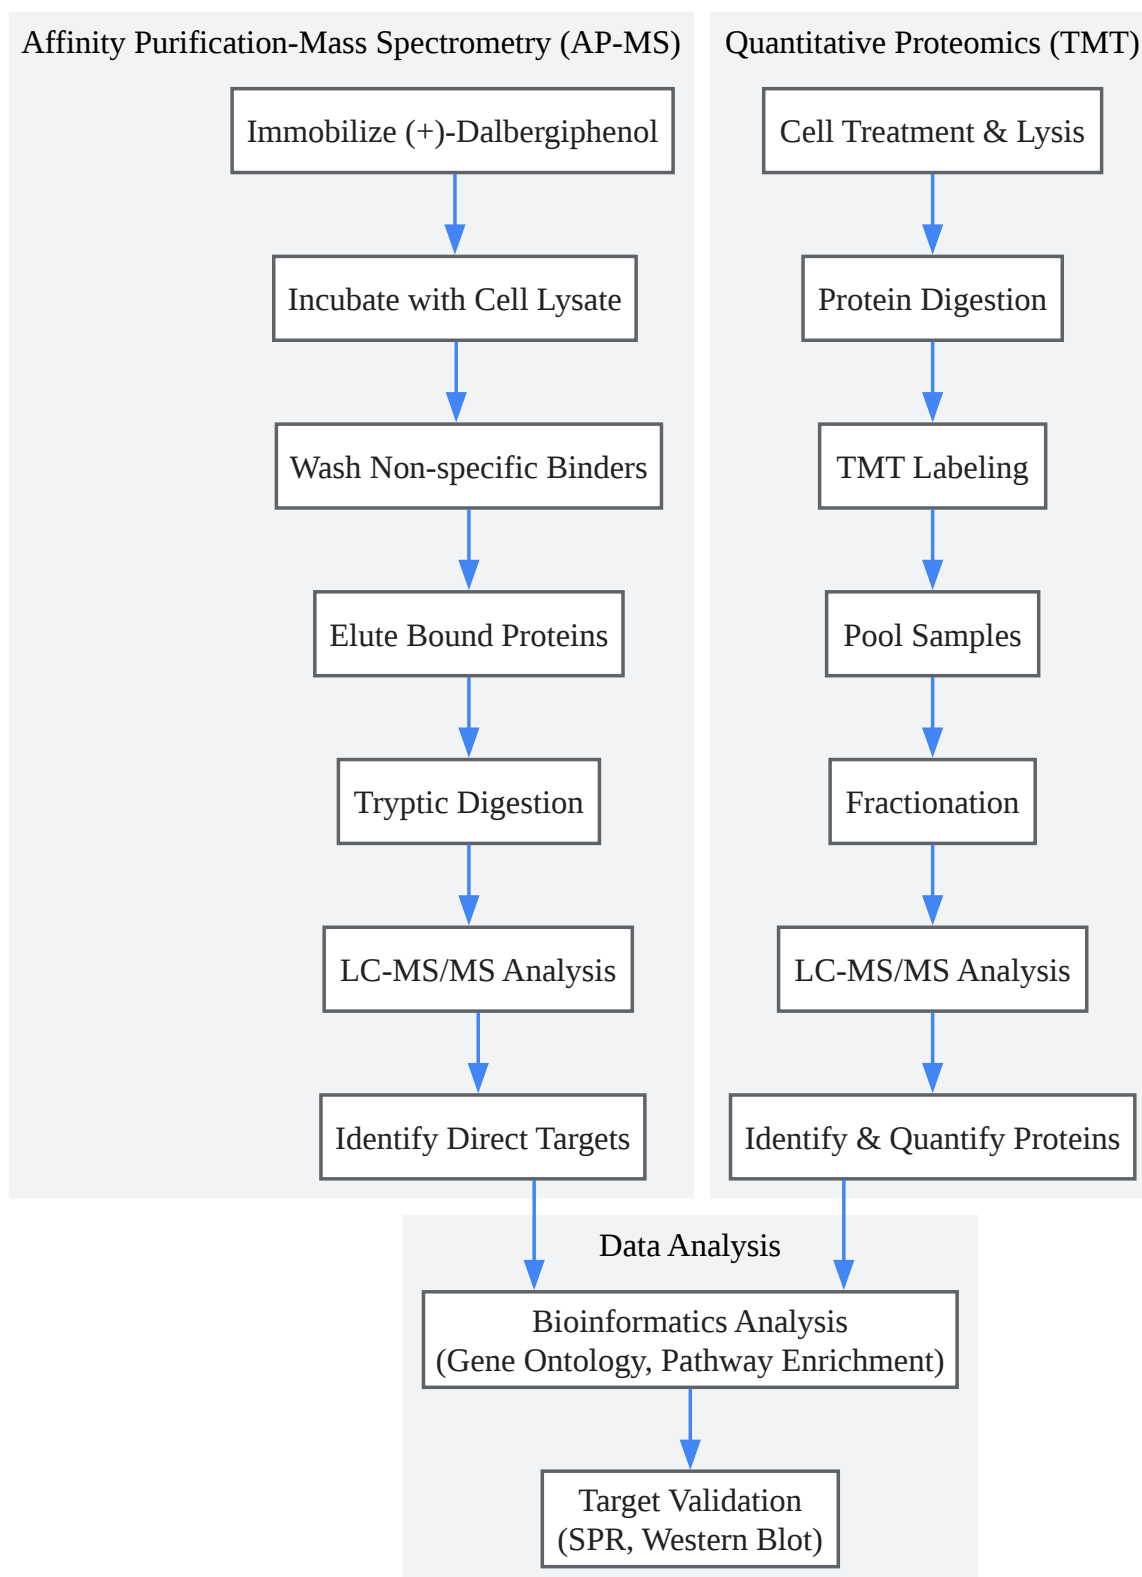 Affinity Purification-Mass Spectrometry (AP-MS)
Immobilize (+)-Dalbergiphenol
Incubate with Cell Lysate
Wash Non-specific Binders
Elute Bound Proteins
Tryptic Digestion
LC-MS/MS Analysis
Identify Direct Targets
Quantitative Proteomics (TMT)
Cell Treatment & Lysis
Protein Digestion
TMT Labeling
Pool Samples
Fractionation
LC-MS/MS Analysis
Identify & Quantify Proteins
Data Analysis
Bioinformatics Analysis
(Gene Ontology, Pathway Enrichment)
Target Validation
(SPR, Western Blot)